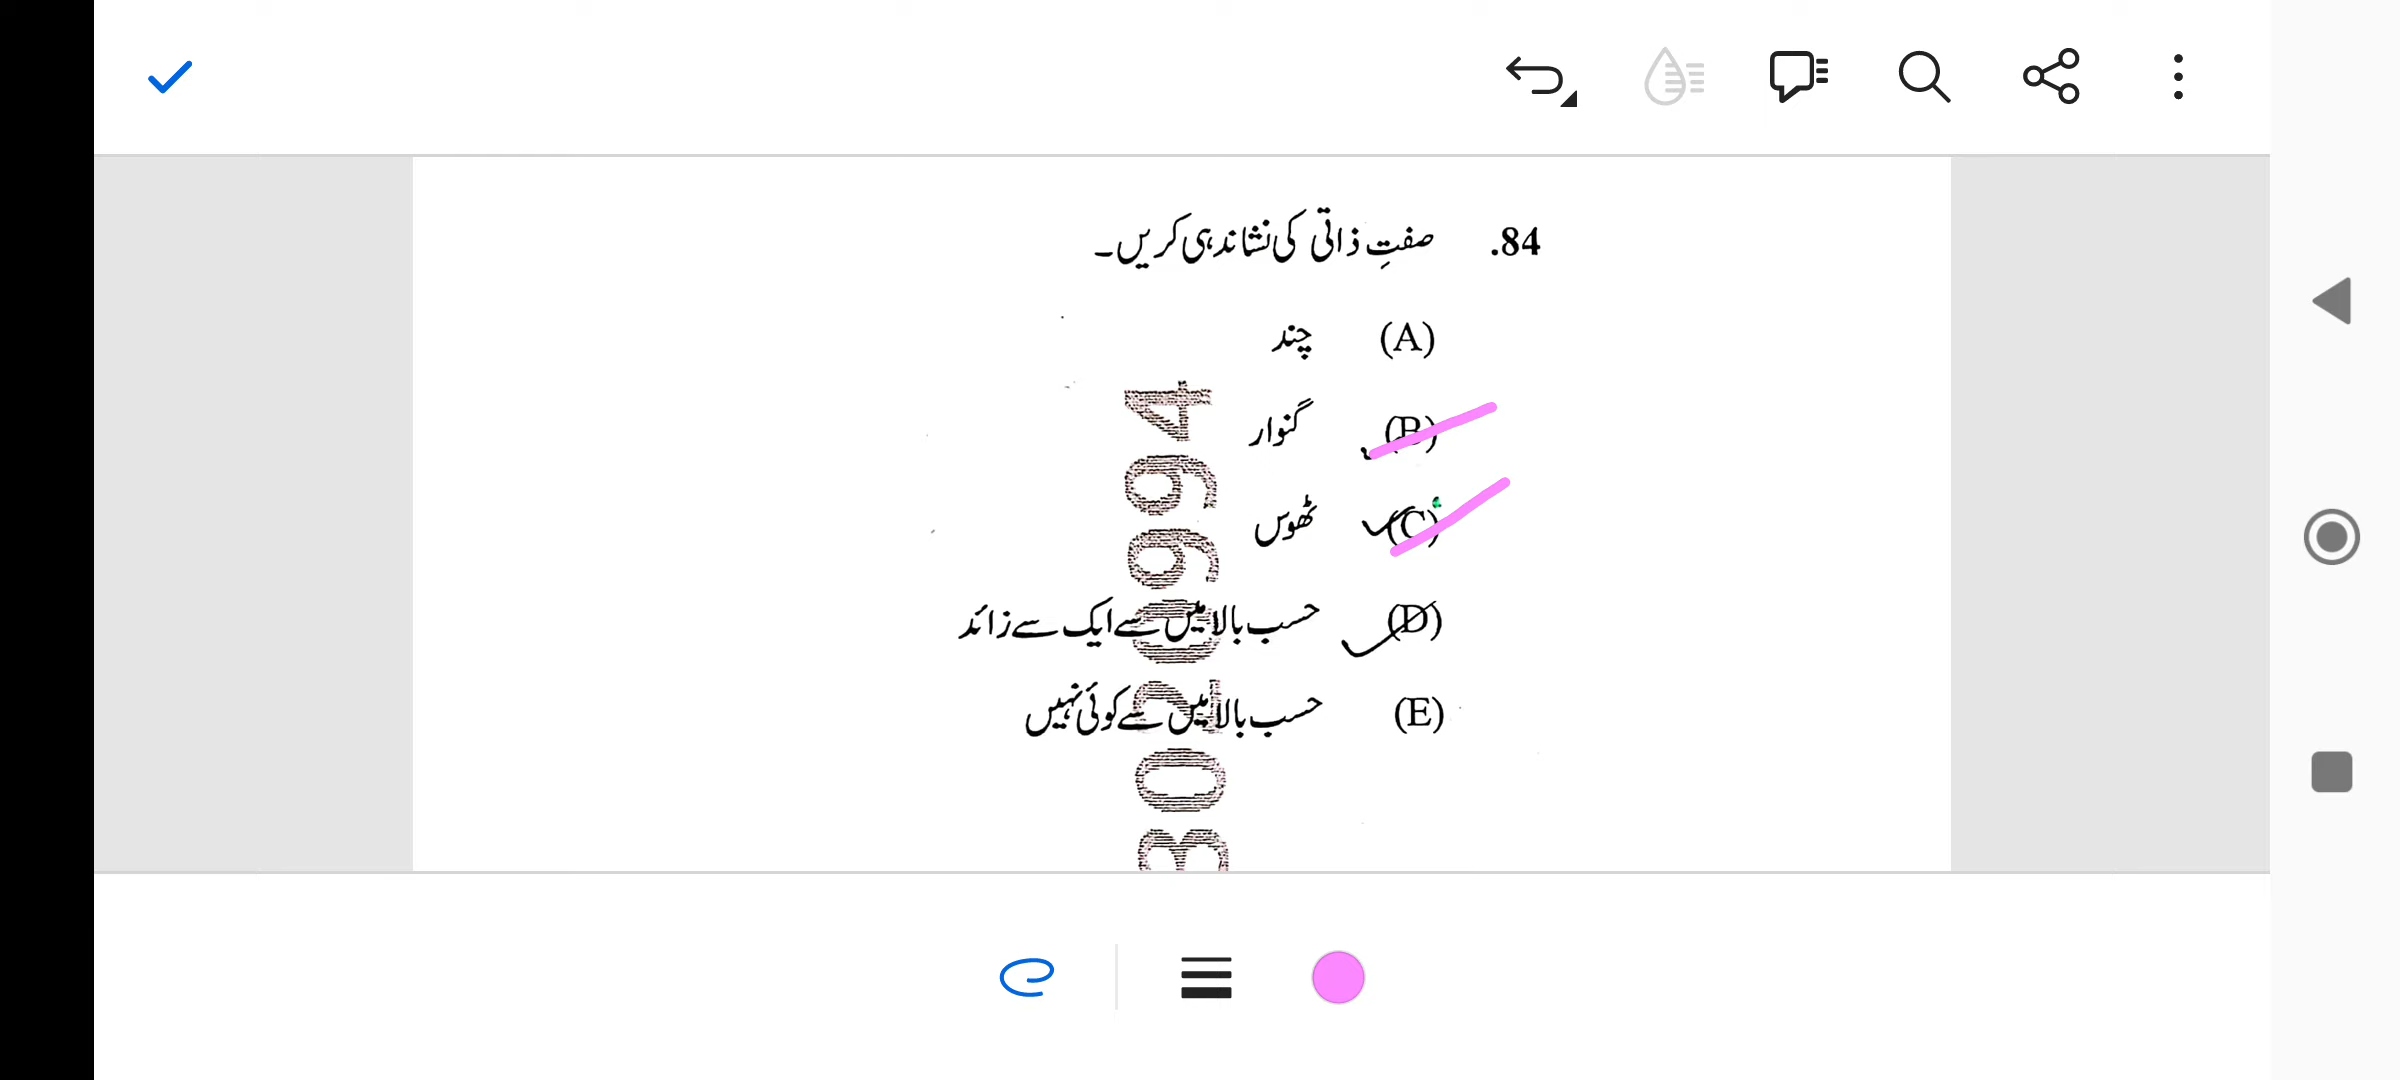 84. صفتِ ذاتی کی نشاندہی کریں۔
(A) چند
(B) گنوار
(C) ٹھوس
(D) حسب بالا میں سے ایک سے زائد
(E) حسب بالا میں سے کوئی نہیں